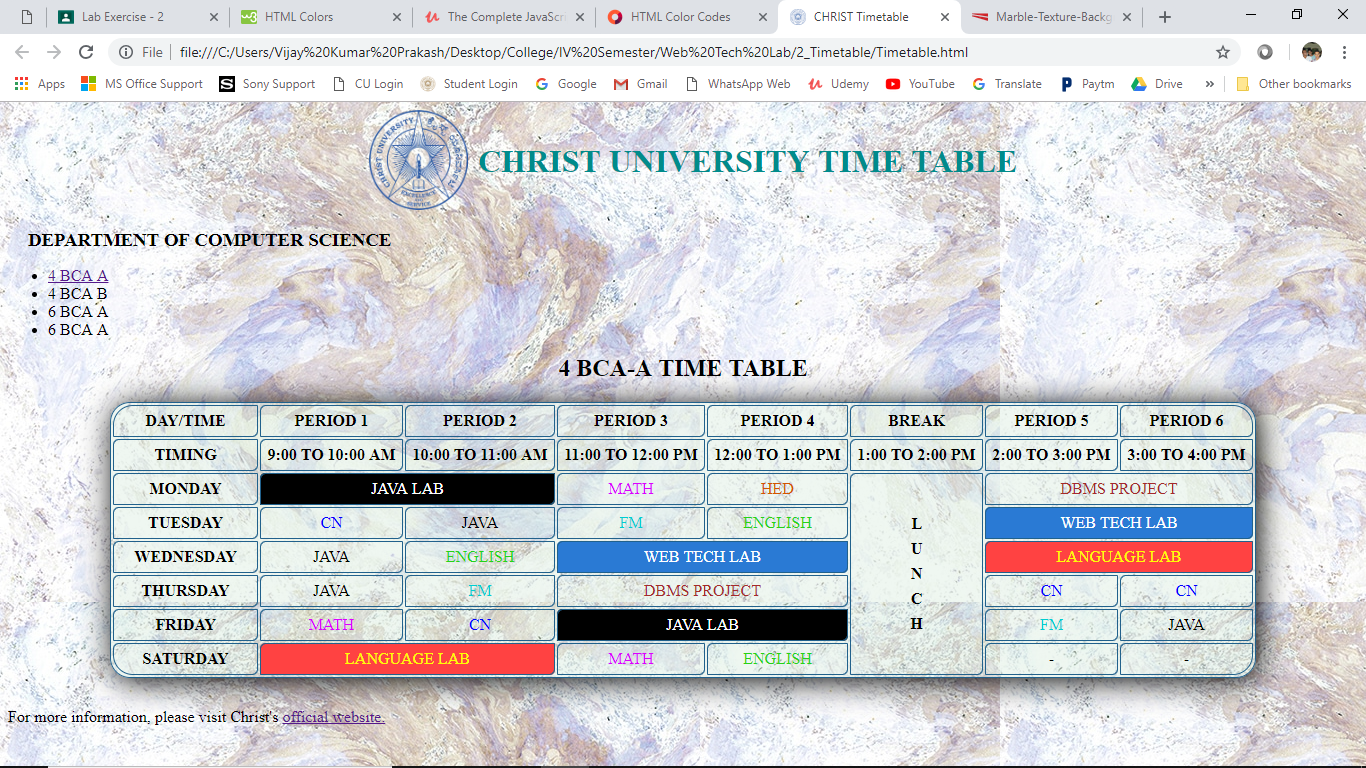 Lab Exercise - 2 HTML Colors The Complete JavaScri HTML Color Codes CHRIST Timetable Marble-Texture-Backg
File file:///C:/Users/Vijay%20Kumar%20Prakash/Desktop/College/IV%20Semester/Web%20Tech%20Lab/2_Timetable/Timetable.html
Apps MS Office Support Sony Support CU Login Student Login Google Gmail WhatsApp Web Udemy YouTube Translate Paytm Drive » Other bookmarks
CHRIST UNIVERSITY TIME TABLE
DEPARTMENT OF COMPUTER SCIENCE
4 BCA A
4 BCA B
6 BCA A
6 BCA A
4 BCA-A TIME TABLE
DAY/TIME PERIOD 1 PERIOD 2 PERIOD 3 PERIOD 4 BREAK PERIOD 5 PERIOD 6
TIMING 9:00 TO 10:00 AM 10:00 TO 11:00 AM 11:00 TO 12:00 PM 12:00 TO 1:00 PM 1:00 TO 2:00 PM 2:00 TO 3:00 PM 3:00 TO 4:00 PM
MONDAY JAVA LAB MATH HED DBMS PROJECT
TUESDAY CN JAVA FM ENGLISH L WEB TECH LAB
WEDNESDAY JAVA ENGLISH WEB TECH LAB U LANGUAGE LAB
THURSDAY JAVA FM DBMS PROJECT N CN CN
C
FRIDAY MATH CN JAVA LAB H FM JAVA
SATURDAY LANGUAGE LAB MATH ENGLISH - -
For more information, please visit Christ's official website.